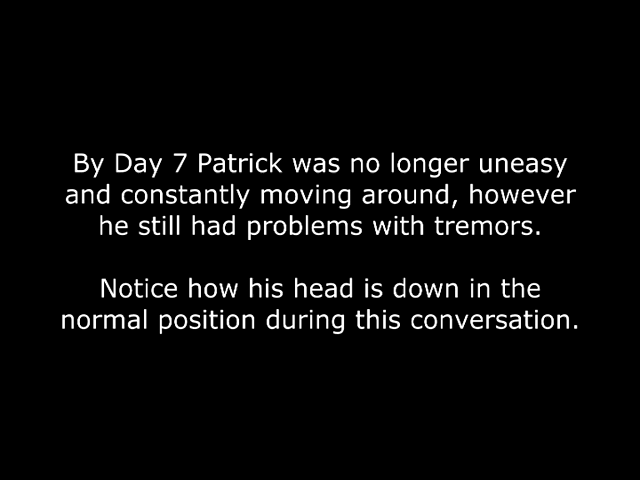 By Day 7 Patrick was no longer uneasy
and constantly moving around, however
he still had problems with tremors.
Notice how his head is down in the
normal position during this conversation.